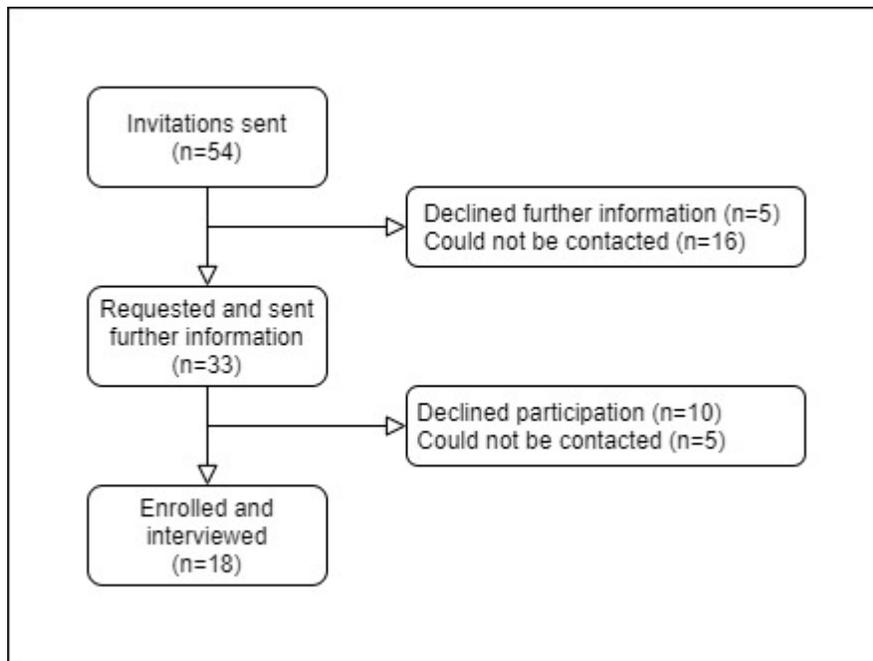 Invitations sent
(n=54)
Declined further information (n=5)
Could not be contacted (n=16)
Requested and sent
further information
(n=33)
Declined participation (n=10)
Could not be contacted (n=5)
Enrolled and
interviewed
(n=18)